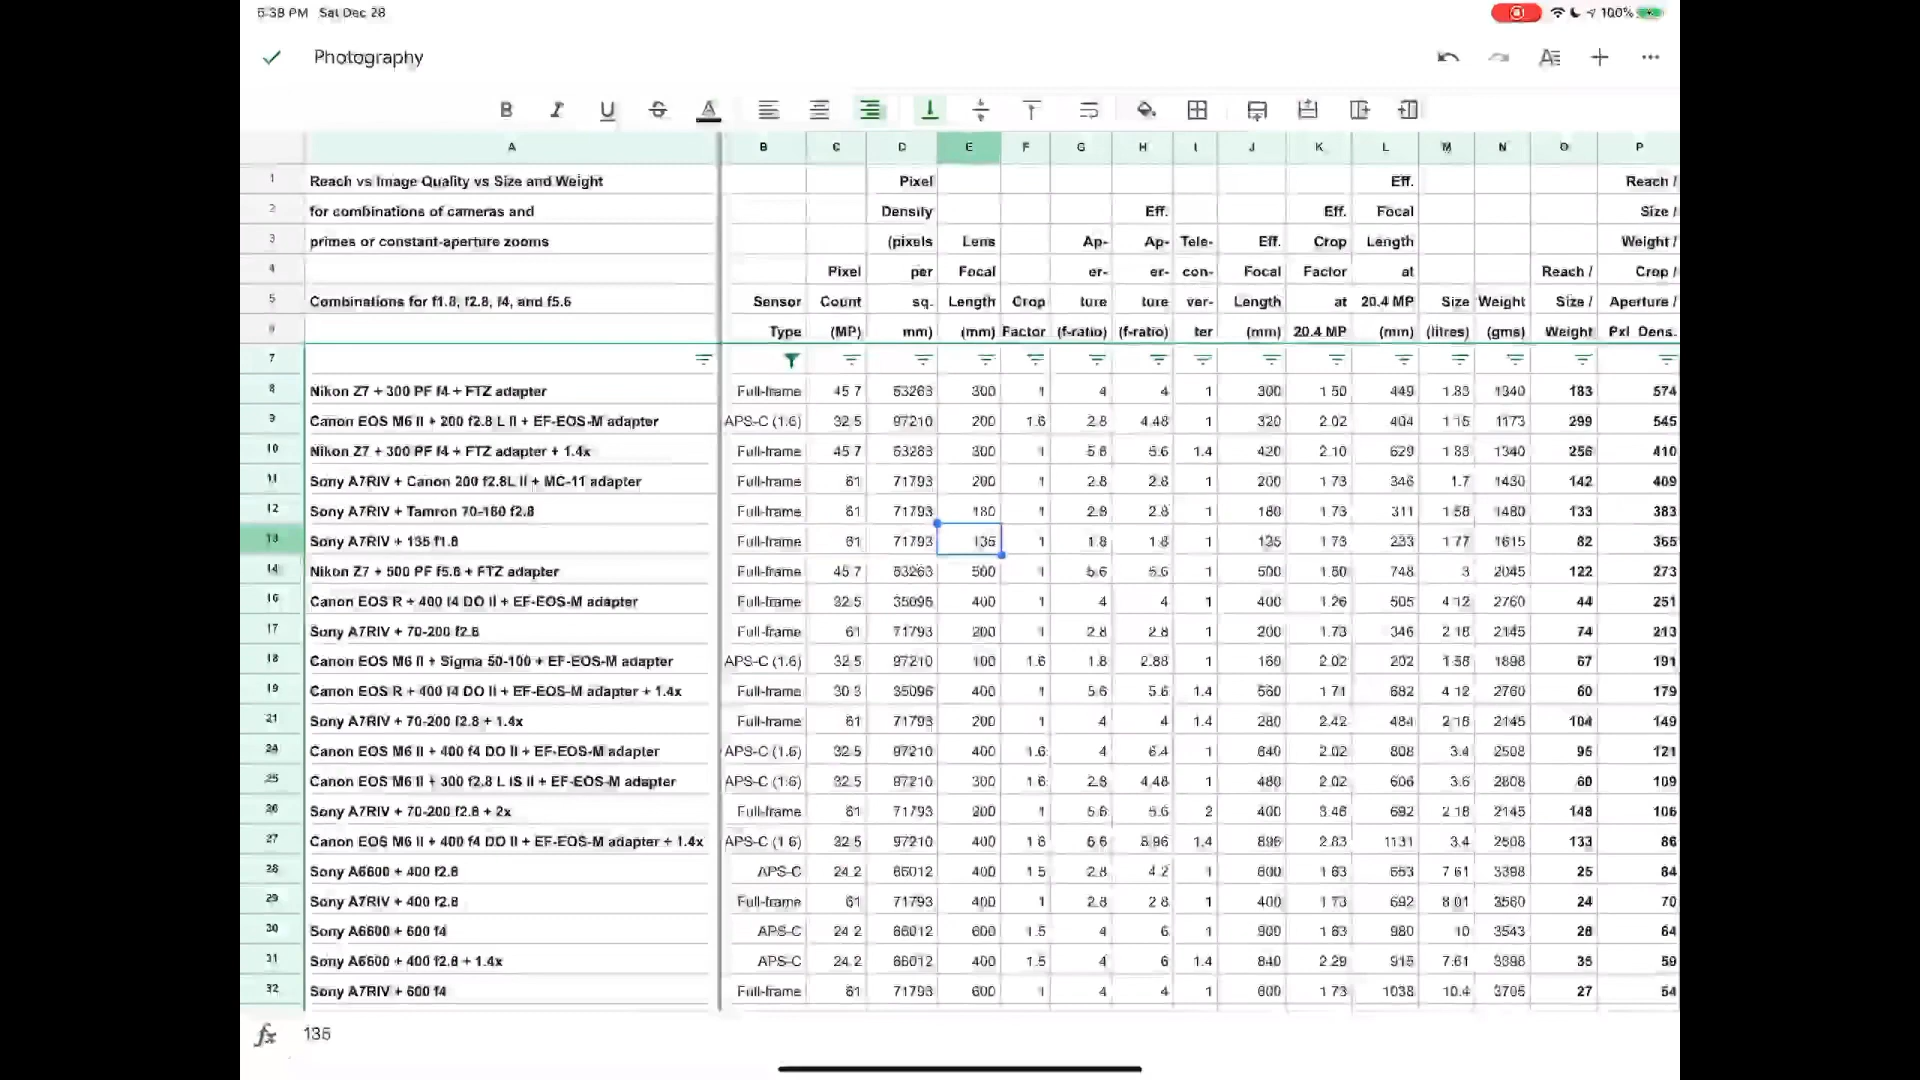 5:38 PM Sat Dec 28 100%
Photography
B I U S A
A B C D E F G H I J K L M N O P
1 Reach vs Image Quality vs Size and Weight Pixel Eff. Reach /
2 for combinations of cameras and Density Eff. Eff. Focal Size /
3 primes or constant-aperture zooms (pixels Lens Ap- Ap- Tele- Eff. Crop Length Weight /
4 Pixel per Focal er- er- con- Focal Factor at Reach / Crop /
5 Combinations for f1.8, f2.8, f4, and f5.6 Sensor Count sq. Length Crop ture ture ver- Length at 20.4 MP Size Weight Size / Aperture /
6 Type (MP) mm) (mm) Factor (f-ratio) (f-ratio) ter (mm) 20.4 MP (mm) (litres) (gms) Weight Pxl Dens.
7
8 Nikon Z7 + 300 PF f4 + FTZ adapter Full-frame 45.7 300 1 4 4 1 300 1.50 449 1.83 1340 183 574
9 Canon EOS M6 II + 200 f2.8 L II + EF-EOS-M adapter APS-C (1.6) 32.5 97210 200 1.6 2.8 4.48 1 320 2.02 404 1.15 1173 299 545
10 Nikon Z7 + 300 PF f4 + FTZ adapter + 1.4x Full-frame 45.7 300 1 5.6 5.6 1.4 420 2.10 629 1.83 1340 256 410
11 Sony A7RIV + Canon 200 f2.8L II + MC-11 adapter Full-frame 61 71793 200 1 2.8 2.8 1 200 1.73 346 1.7 1430 142 409
12 Sony A7RIV + Tamron 70-180 f2.8 Full-frame 61 71793 180 1 2.8 2.8 1 180 1.73 311 1.58 1480 133 383
13 Sony A7RIV + 135 f1.8 Full-frame 61 71793 135 1 1.8 1.8 1 135 1.73 233 1.77 1615 82 365
14 Nikon Z7 + 500 PF f5.6 + FTZ adapter Full-frame 45.7 500 1 5.6 5.6 1 500 1.50 748 3 2045 122 273
16 Canon EOS R + 400 f4 DO II + EF-EOS-M adapter Full-frame 35096 400 1 4 4 1 400 1.26 505 4.12 2760 44 251
17 Sony A7RIV + 70-200 f2.8 Full-frame 61 71793 200 1 2.8 2.8 1 200 1.73 346 2.18 2145 74 213
18 Canon EOS M6 II + Sigma 50-100 + EF-EOS-M adapter APS-C (1.6) 32.5 97210 100 1.6 1.8 2.88 1 160 2.02 202 1.58 1898 67 191
19 Canon EOS R + 400 f4 DO II + EF-EOS-M adapter + 1.4x Full-frame 30.3 35096 400 1 5.6 5.6 1.4 560 1.71 682 4.12 2760 60 179
21 Sony A7RIV + 70-200 f2.8 + 1.4x Full-frame 61 71793 200 1 4 4 1.4 280 2.42 484 2.18 2145 104 149
24 Canon EOS M6 II + 400 f4 DO II + EF-EOS-M adapter APS-C (1.6) 32.5 97210 400 1.6 4 6.4 1 640 2.02 808 3.4 2508 95 121
25 Canon EOS M6 II + 300 f2.8 L IS II + EF-EOS-M adapter APS-C (1.6) 32.5 97210 300 1.6 2.8 4.48 1 480 2.02 606 3.6 2808 60 109
26 Sony A7RIV + 70-200 f2.8 + 2x Full-frame 61 71793 200 1 5.6 5.6 2 400 3.46 692 2.18 2145 148 106
27 Canon EOS M6 II + 400 f4 DO II + EF-EOS-M adapter + 1.4x APS-C (1.6) 32.5 97210 400 1.6 5.6 8.96 1.4 896 2.83 1131 3.4 2508 133 86
28 Sony A6600 + 400 f2.8 APS-C 24.2 66012 400 1.5 2.8 4.2 1 600 1.63 653 7.61 3398 25 84
29 Sony A7RIV + 400 f2.8 Full-frame 61 71793 400 1 2.8 2.8 1 400 1.73 692 8.01 3560 24 70
30 Sony A6600 + 600 f4 APS-C 24.2 66012 600 1.5 4 6 1 900 1.63 980 10 3543 28 64
31 Sony A6600 + 400 f2.8 + 1.4x APS-C 24.2 66012 400 1.5 4 6 1.4 840 2.29 915 7.61 3398 35 59
32 Sony A7RIV + 600 f4 Full-frame 61 71793 600 1 4 4 1 600 1.73 1038 10.4 3705 27 54
fx 135